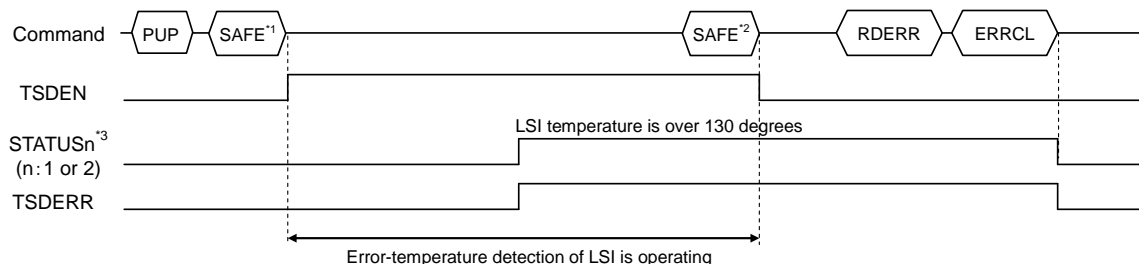 Command PUP SAFE*1 SAFE*2 RDERR ERRCL
TSDEN
LSI temperature is over 130 degrees
STATUSn*3
(n:1 or 2)
TSDERR
Error-temperature detection of LSI is operating